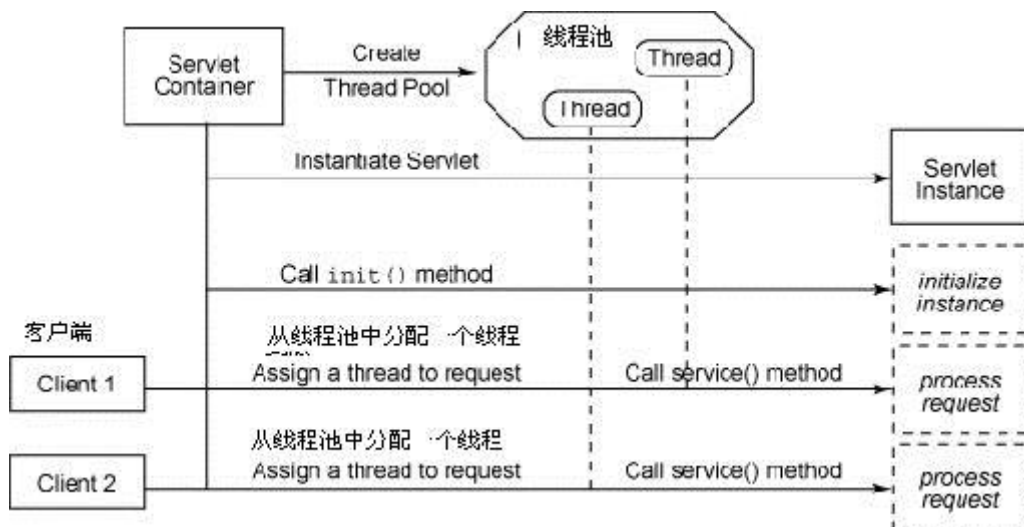 Servlet
Container
Create
Thread Pool
线程池
Thread
Thread
Instantiate Servlet
Servlet
Instance
Call init() method
initialize
instance
客户端
从线程池中分配一个线程
Client 1
Assign a thread to request
Call service() method
process
request
从线程池中分配一个线程
Client 2
Assign a thread to request
Call service() method
process
request